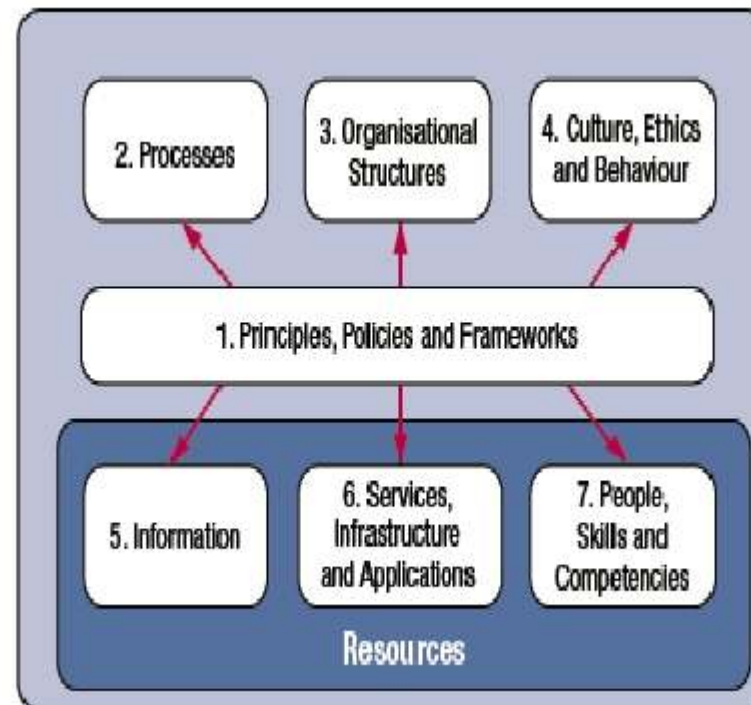 2. Processes
3. Organisational
Structures
4. Culture, Ethics
and Behaviour
1. Principles, Policies and Frameworks
5. Information
6. Services,
Infrastructure
and Applications
7. People,
Skills and
Competencies
Resources